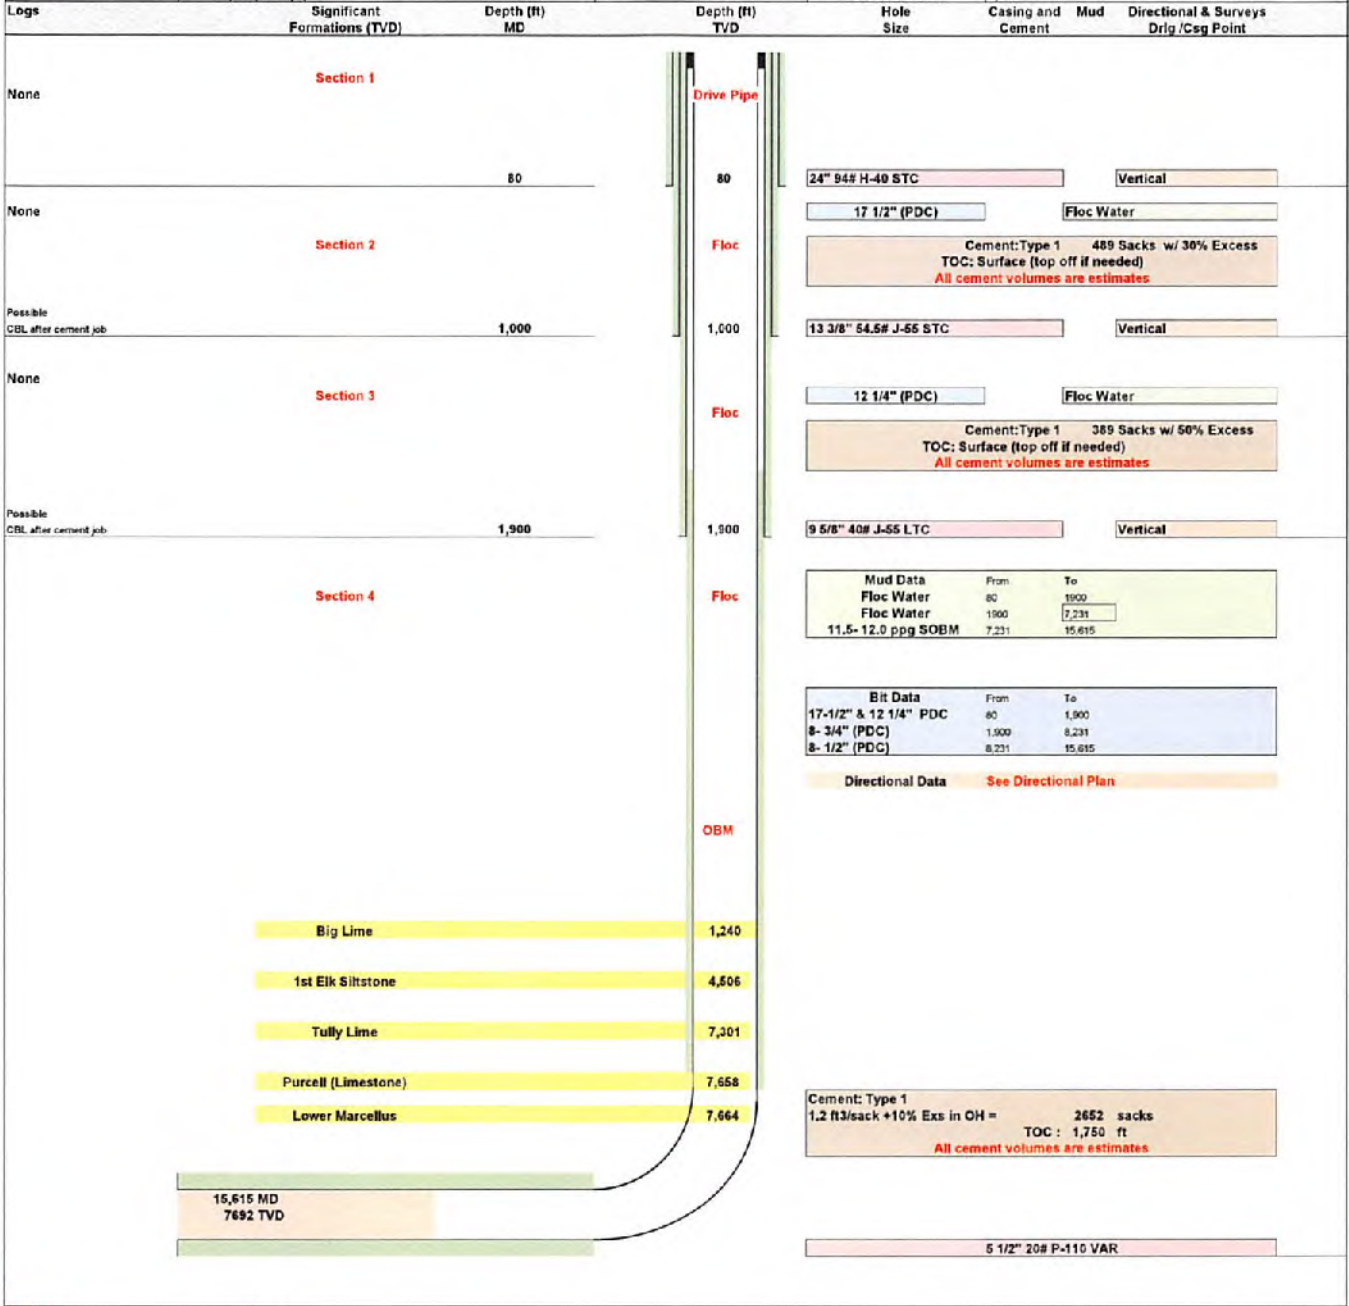 Logs Significant Formations (TVD) Depth (ft) MD Depth (ft) TVD Hole Size Casing and Cement Mud Directional & Surveys Drlg /Csg Point
Section 1
None
Drive Pipe
80 80 24" 94# H-40 STC Vertical
None 17 1/2" (PDC) Floc Water
Section 2 Floc Cement:Type 1 489 Sacks w/ 30% Excess
TOC: Surface (top off if needed)
All cement volumes are estimates
Possible
CBL after cement job 1,000 1,000 13 3/8" 54.5# J-55 STC Vertical
None
Section 3 12 1/4" (PDC) Floc Water
Floc
Cement:Type 1 389 Sacks w/ 50% Excess
TOC: Surface (top off if needed)
All cement volumes are estimates
Possible
CBL after cement job 1,900 1,900 9 5/8" 40# J-55 LTC Vertical
Mud Data From To
Section 4 Floc Floc Water 80 1900
Floc Water 1900 7,231
11.5- 12.0 ppg SOBM 7,231 15,615
Bit Data From To
17-1/2" & 12 1/4" PDC 80 1,900
8- 3/4" (PDC) 1,900 8,231
8- 1/2" (PDC) 8,231 15,615
Directional Data See Directional Plan
OBM
Big Lime 1,240
1st Elk Siltstone 4,506
Tully Lime 7,301
Purcell (Limestone) 7,658
Cement: Type 1
Lower Marcellus 7,664 1.2 ft3/sack +10% Exs in OH = 2652 sacks
TOC : 1,750 ft
All cement volumes are estimates
15,615 MD
7692 TVD
5 1/2" 20# P-110 VAR